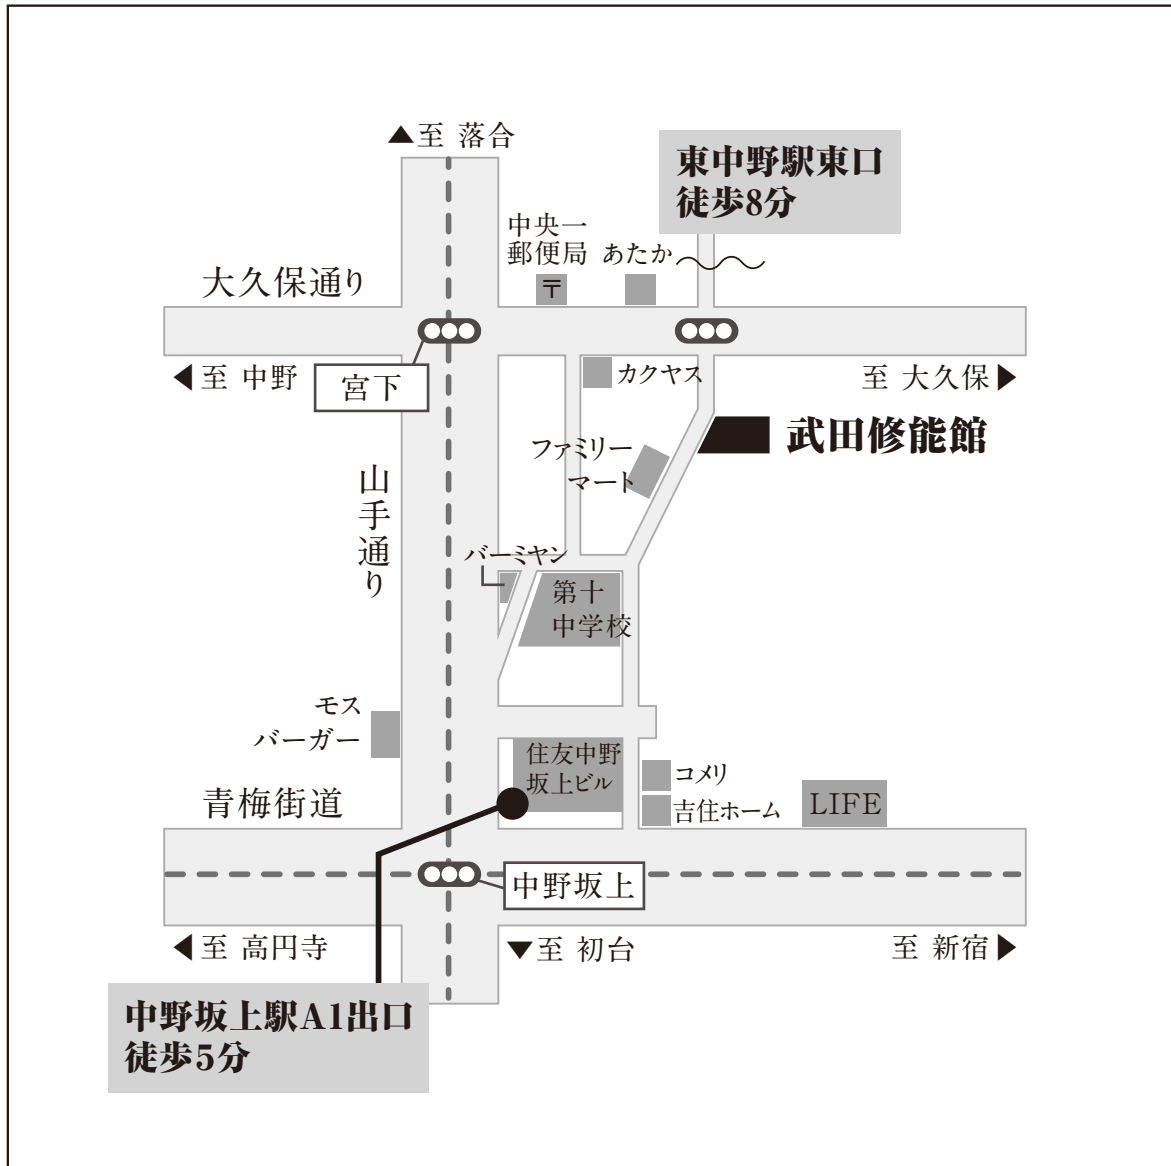 ▲至 落合
東中野駅東口
徒歩8分
中央一
郵便局
あたか
〒
大久保通り
◀至 中野
宮下
カクヤス
至 大久保▶
武田修能館
ファミリー
マート
山手通り
バーミヤン
第十
中学校
モス
バーガー
住友中野
坂上ビル
コメリ
吉住ホーム
LIFE
青梅街道
中野坂上
◀至 高円寺
▼至 初台
至 新宿▶
中野坂上駅A1出口
徒歩5分